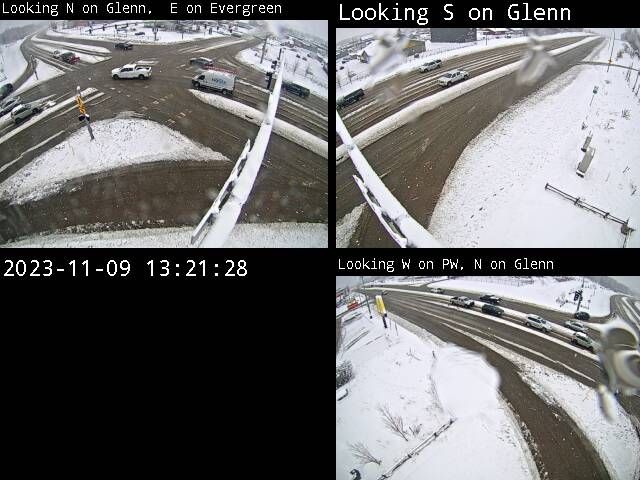 Looking N on Glenn,  E on Evergreen
Looking S on Glenn
2023-11-09 13:21:28
Looking W on PW, N on Glenn